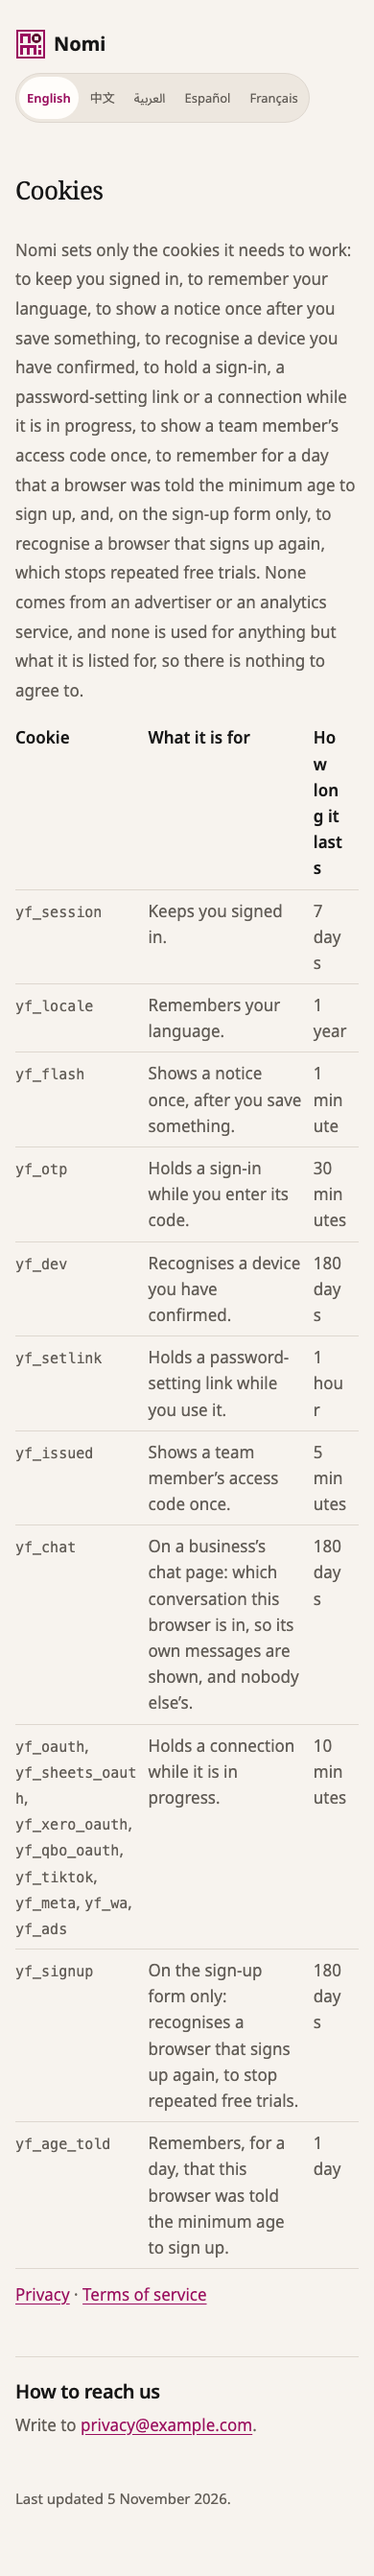 Nomi
English 中文 العربية Español Français
Cookies
Nomi sets only the cookies it needs to work:
to keep you signed in, to remember your
language, to show a notice once after you
save something, to recognise a device you
have confirmed, to hold a sign-in, a
password-setting link or a connection while
it is in progress, to show a team member’s
access code once, to remember for a day
that a browser was told the minimum age to
sign up, and, on the sign-up form only, to
recognise a browser that signs up again,
which stops repeated free trials. None
comes from an advertiser or an analytics
service, and none is used for anything but
what it is listed for, so there is nothing to
agree to.
Cookie
What it is for
Ho
w
lon
g it
last
s
yf_session
Keeps you signed
in.
7
day
s
yf_locale
Remembers your
language.
1
year
yf_flash
Shows a notice
once, after you save
something.
1
min
ute
yf_otp
Holds a sign-in
while you enter its
code.
30
min
utes
yf_dev
Recognises a device
you have
confirmed.
180
day
s
yf_setlink
Holds a password-
setting link while
you use it.
1
hou
r
yf_issued
Shows a team
member’s access
code once.
5
min
utes
yf_chat
On a business’s
chat page: which
conversation this
browser is in, so its
own messages are
shown, and nobody
else’s.
180
day
s
yf_oauth,
yf_sheets_oaut
h,
yf_xero_oauth,
yf_qbo_oauth,
yf_tiktok,
yf_meta, yf_wa,
yf_ads
Holds a connection
while it is in
progress.
10
min
utes
yf_signup
On the sign-up
form only:
recognises a
browser that signs
up again, to stop
repeated free trials.
180
day
s
yf_age_told
Remembers, for a
day, that this
browser was told
the minimum age
to sign up.
1
day
Privacy · Terms of service
How to reach us
Write to privacy@example.com.
Last updated 5 November 2026.